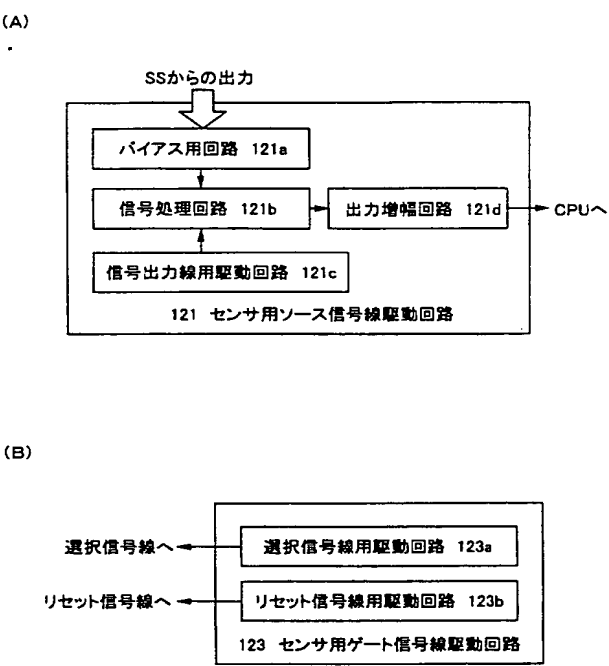 (A)
SSからの出力
バイアス用回路 121a
信号処理回路 121b
出力増幅回路 121d
CPUへ
信号出力線用駆動回路 121c
121 センサ用ソース信号線駆動回路
(B)
選択信号線へ
選択信号線用駆動回路 123a
リセット信号線へ
リセット信号線用駆動回路 123b
123 センサ用ゲート信号線駆動回路